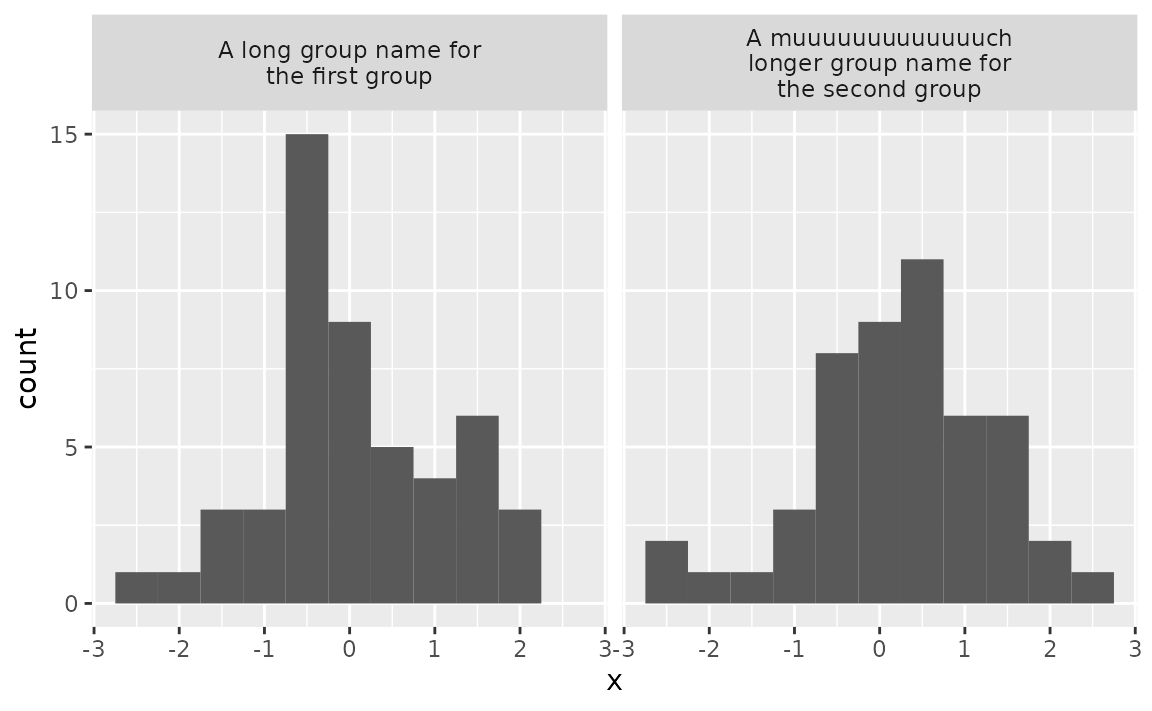 A long group name for
the first group
A muuuuuuuuuuuuuch
longer group name for
the second group
15
10
5
0
count
-3 -2 -1 0 1 2 3
-3 -2 -1 0 1 2 3
x